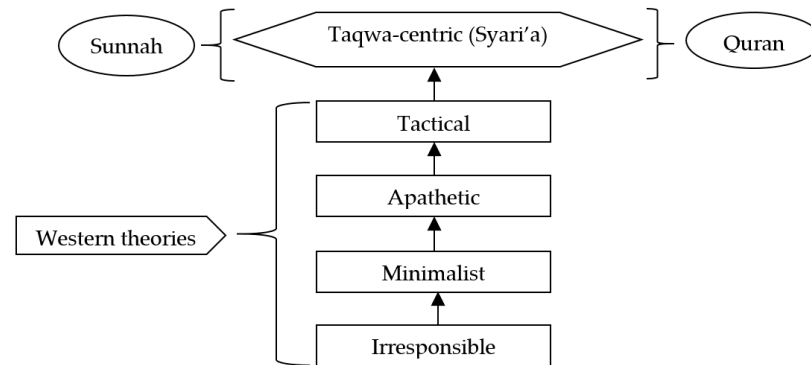 Sunnah
Taqwa-centric (Syari’a)
Quran
Tactical
Apathetic
Western theories
Minimalist
Irresponsible